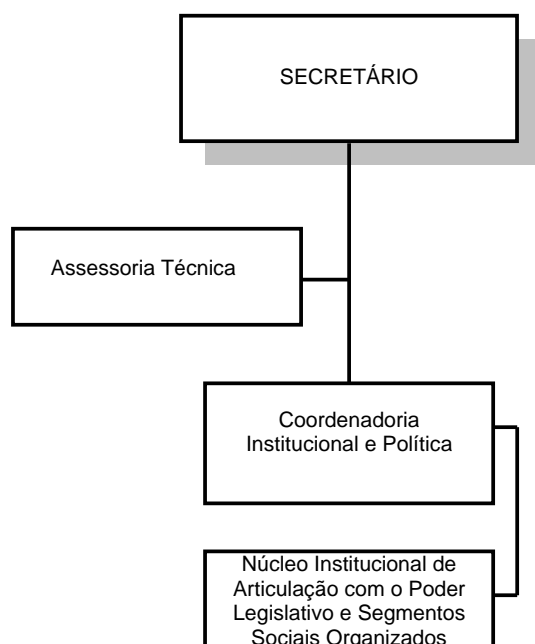 SECRETÁRIO
Assessoria Técnica
Coordenadoria
Institucional e Política
Núcleo Institucional de
Articulação com o Poder
Legislativo e Segmentos
Sociais Organizados